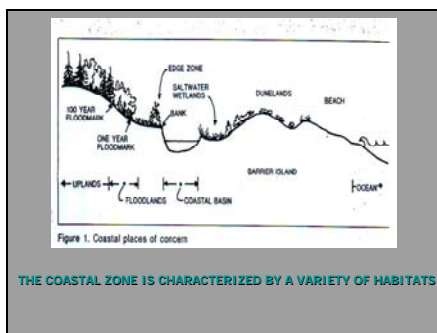 EDGE ZONE
SALTWATER
WETLANDS
DUNELANDS
BEACH
100 YEAR
FLOODMARK
BANK
ONE YEAR
FLOODMARK
BARRIER ISLAND
UPLANDS
OCEAN
FLOODLANDS
COASTAL BASIN
Figure 1. Coastal places of concern
THE COASTAL ZONE IS CHARACTERIZED BY A VARIETY OF HABITATS